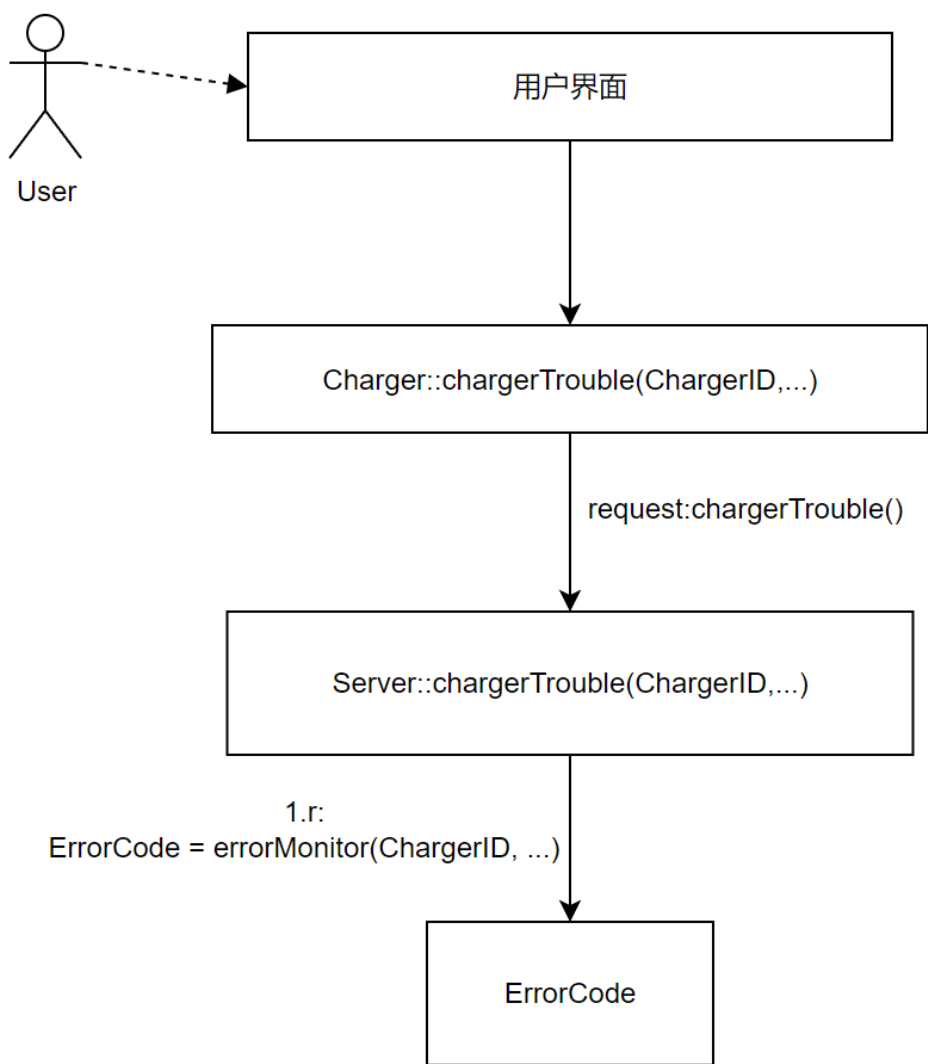 用户界面
User
Charger::chargerTrouble(ChargerID,...)
request:chargerTrouble()
Server::chargerTrouble(ChargerID,...)
1.r:
ErrorCode = errorMonitor(ChargerID, ...)
ErrorCode